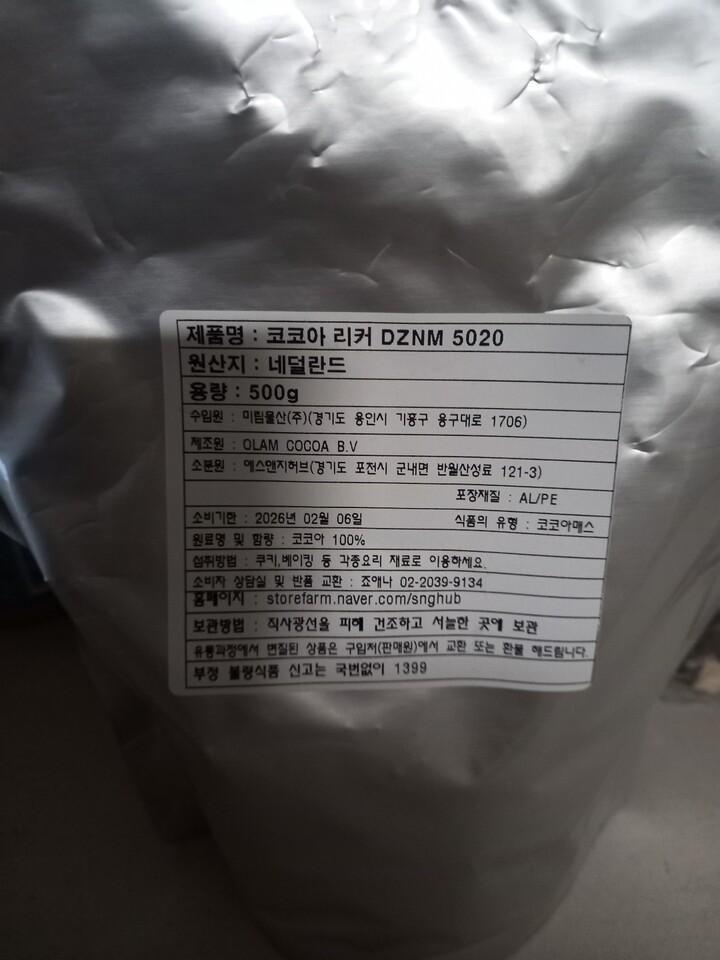 제품명 : 코코아 리커 DZNM 5020
원산지 : 네덜란드
용량 : 500g
수입원 : 미림물산(주)(경기도 용인시 기흥구 용구대로 1706)
제조원 : OLAM COCOA B.V
소분원 : 에스앤지허브(경기도 포천시 군내면 반월산성료 121-3)
포장재질 : AL/PE
소비기한 : 2026년 02월 06일 식품의 유형 : 코코아매스
원료명 및 함량 : 코코아 100%
섭취방법 : 쿠키,베이킹 등 각종요리 재료로 이용하세요.
소비자 상담실 및 반품 교환 : 조애나 02-2039-9134
홈페이지 : storefarm.naver.com/snghub
보관방법 : 직사광선을 피해 건조하고 서늘한 곳에 보관
유통과정에서 변질된 상품은 구입처(판매원)에서 교환 또는 환불 해드립니다.
부정 불량식품 신고는 국번없이 1399